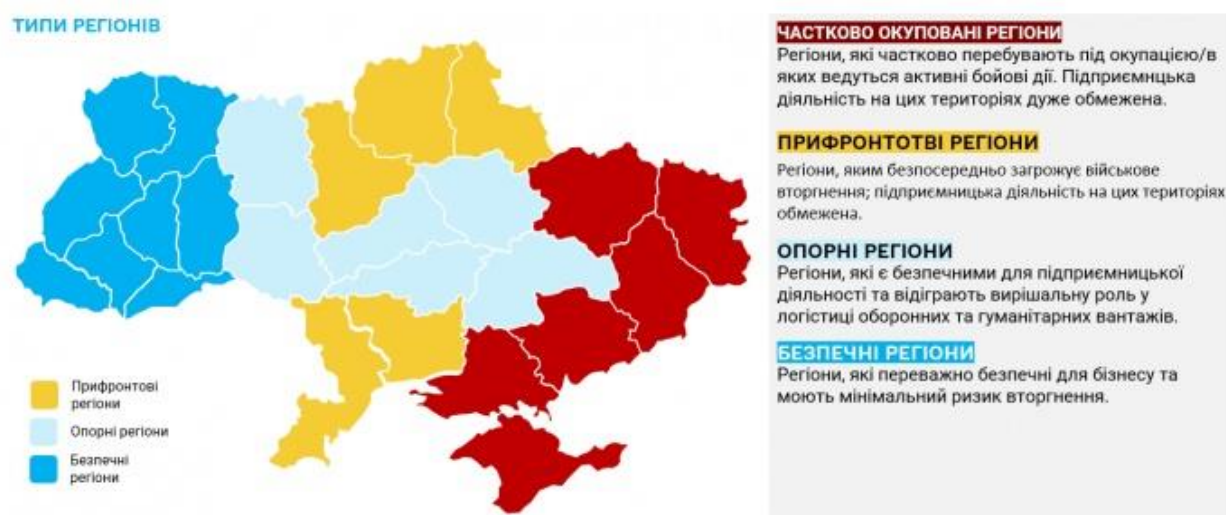 ТИПИ РЕГІОНІВ
Прифронтові
регіони
Опорні регіони
Безпечні
регіони
ЧАСТКОВО ОКУПОВАНІ РЕГІОНИ
Регіони, які частково перебувають під окупацією/в
яких ведуться активні бойові дії. Підприємнцька
діяльність на цих територіях дуже обмежена.
ПРИФРОНТОТВІ РЕГІОНИ
Регіони, яким безпосередньо загрожує військове
вторгнення; підприємницька діяльність на цих територіях
обмежена.
ОПОРНІ РЕГІОНИ
Регіони, які є безпечними для підприємницької
діяльності та відіграють вирішальну роль у
логістиці оборонних та гуманітарних вантажів.
БЕЗПЕЧНІ РЕГІОНИ
Регіони, які переважно безпечні для бізнесу та
моють мінімальний ризик вторгнення.